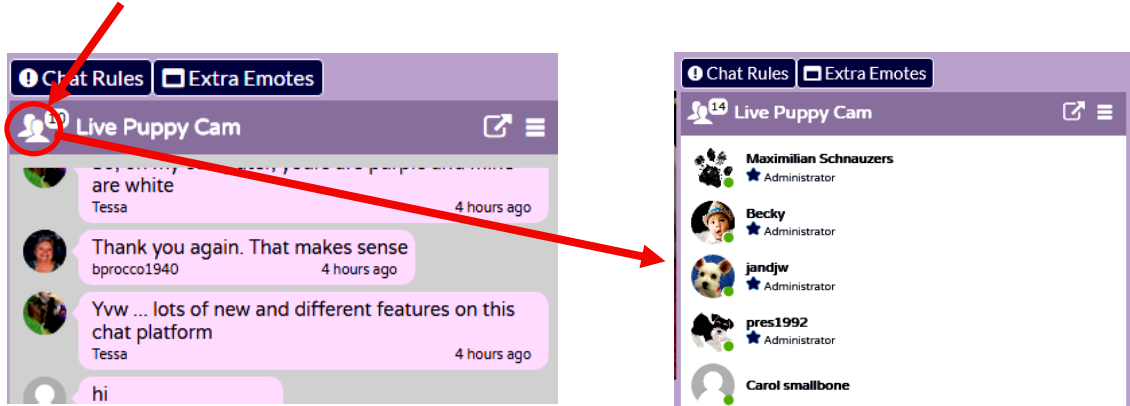 Chat Rules Extra Emotes
10 Live Puppy Cam
are white
Tessa 4 hours ago
Thank you again. That makes sense
bprocco1940 4 hours ago
Yvw ... lots of new and different features on this
chat platform
Tessa 4 hours ago
hi
Chat Rules Extra Emotes
14 Live Puppy Cam
Maximilian Schnauzers
Administrator
Becky
Administrator
jandjw
Administrator
pres1992
Administrator
Carol smallbone